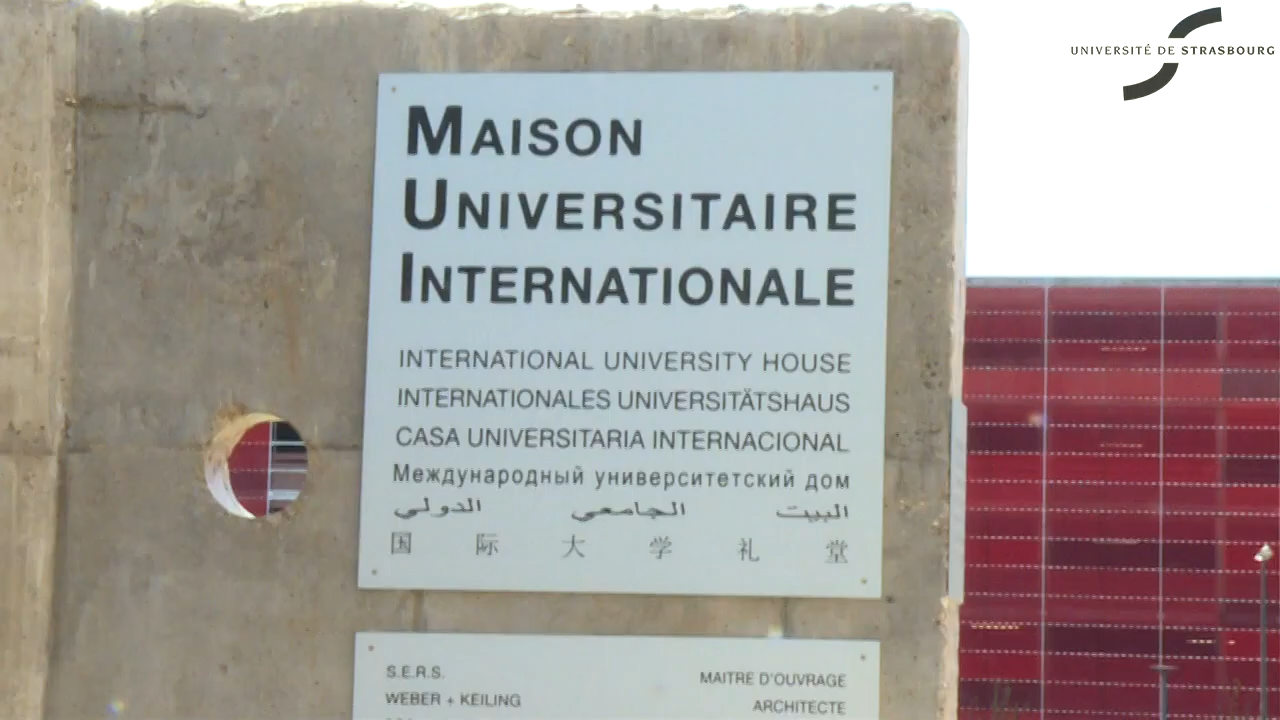 UNIVERSITÉ DE STRASBOURG
MAISON
UNIVERSITAIRE
INTERNATIONALE
INTERNATIONAL UNIVERSITY HOUSE
INTERNATIONALES UNIVERSITÄTSHAUS
CASA UNIVERSITARIA INTERNACIONAL
Международный университетский дом
البيت الجامعي الدولي
国际大学礼堂
S.E.R.S. MAITRE D'OUVRAGE
WEBER + KEILING ARCHITECTE